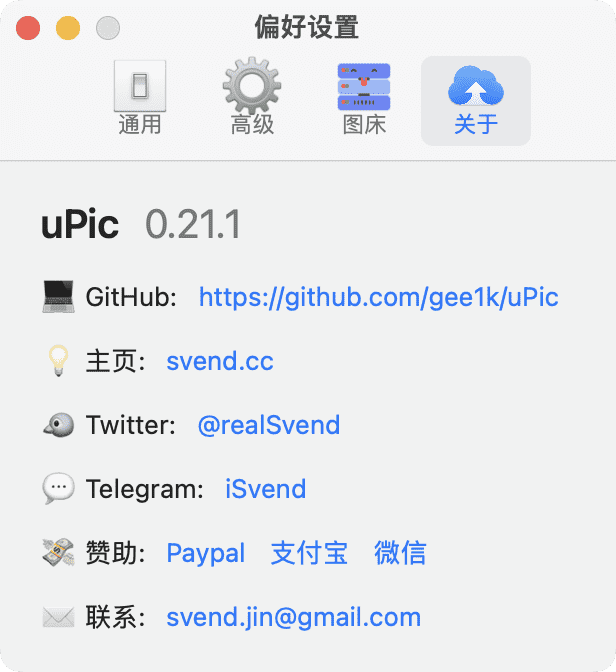 偏好设置
通用 高级 图床 关于
uPic 0.21.1
GitHub: https://github.com/gee1k/uPic
主页: svend.cc
Twitter: @realSvend
Telegram: iSvend
赞助: Paypal 支付宝 微信
联系: svend.jin@gmail.com